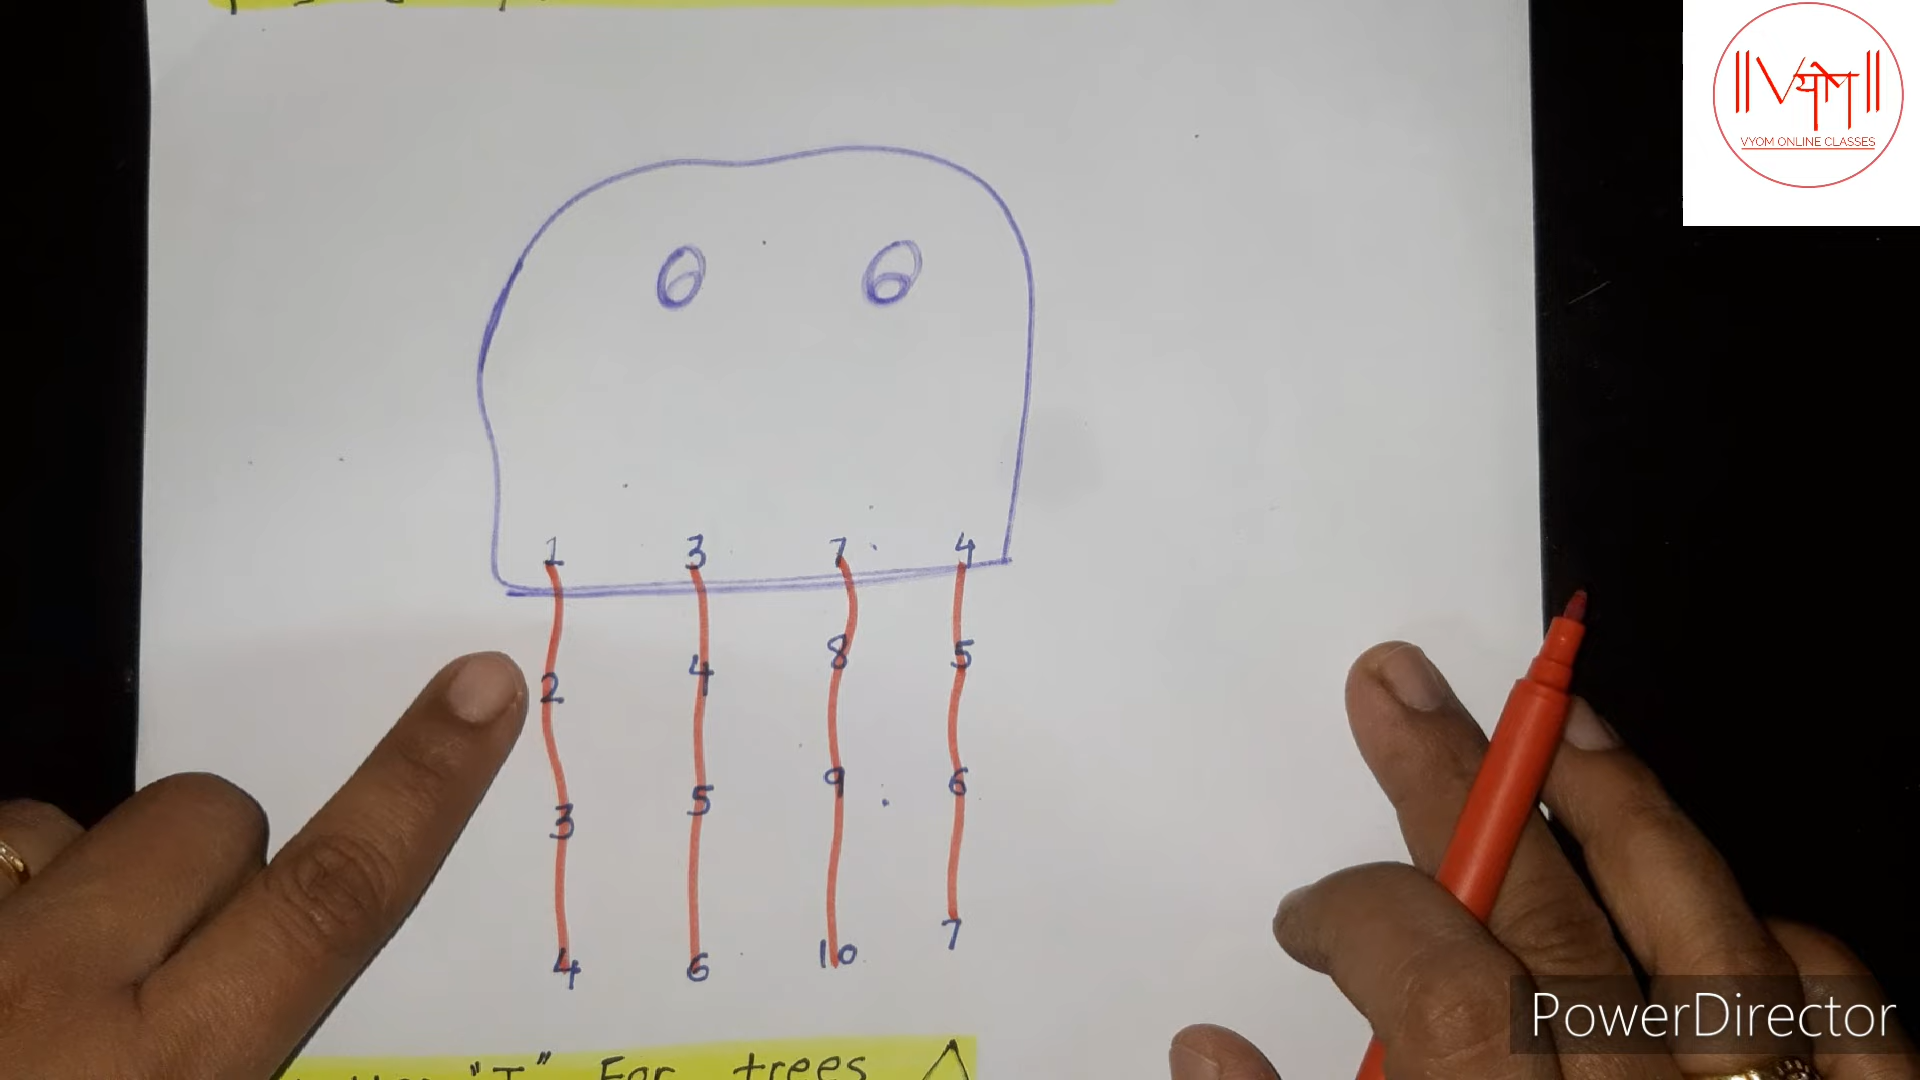 ||Vयोम||
VYOM ONLINE CLASSES
1 3 7 4
2 4 8 5
3 5 9 6
4 6 10 7
"T" For trees
PowerDirector